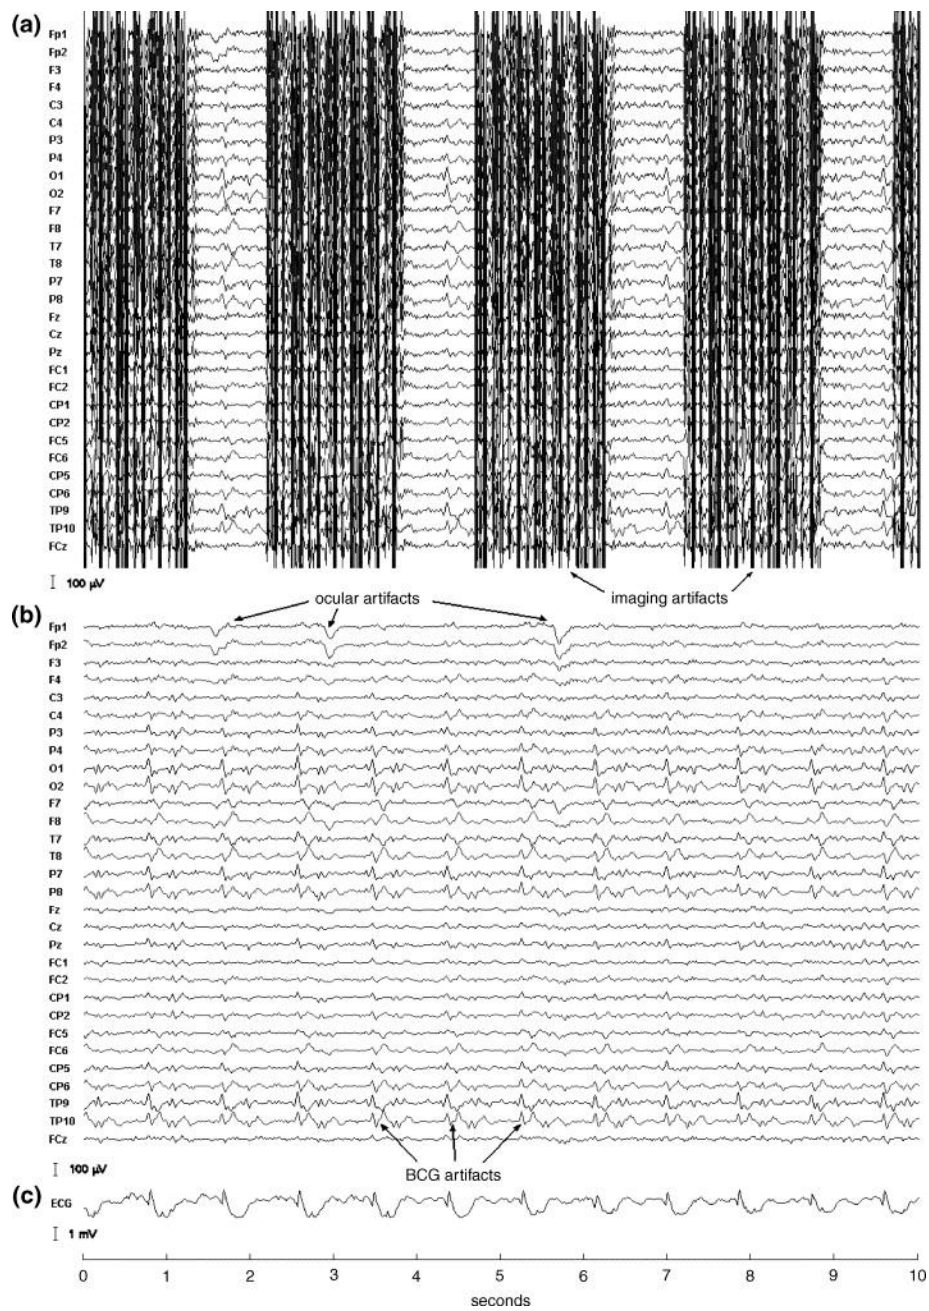 (a)
Fp1
Fp2
F3
F4
C3
C4
P3
P4
O1
O2
F7
F8
T7
T8
P7
P8
Fz
Cz
Pz
FC1
FC2
CP1
CP2
FC5
FC6
CP5
CP6
TP9
TP10
FCz
100 µV
ocular artifacts
imaging artifacts
(b)
Fp1
Fp2
F3
F4
C3
C4
P3
P4
O1
O2
F7
F8
T7
T8
P7
P8
Fz
Cz
Pz
FC1
FC2
CP1
CP2
FC5
FC6
CP5
CP6
TP9
TP10
FCz
100 µV
BCG artifacts
(c)
ECG
1 mV
0 1 2 3 4 5 6 7 8 9 10
seconds